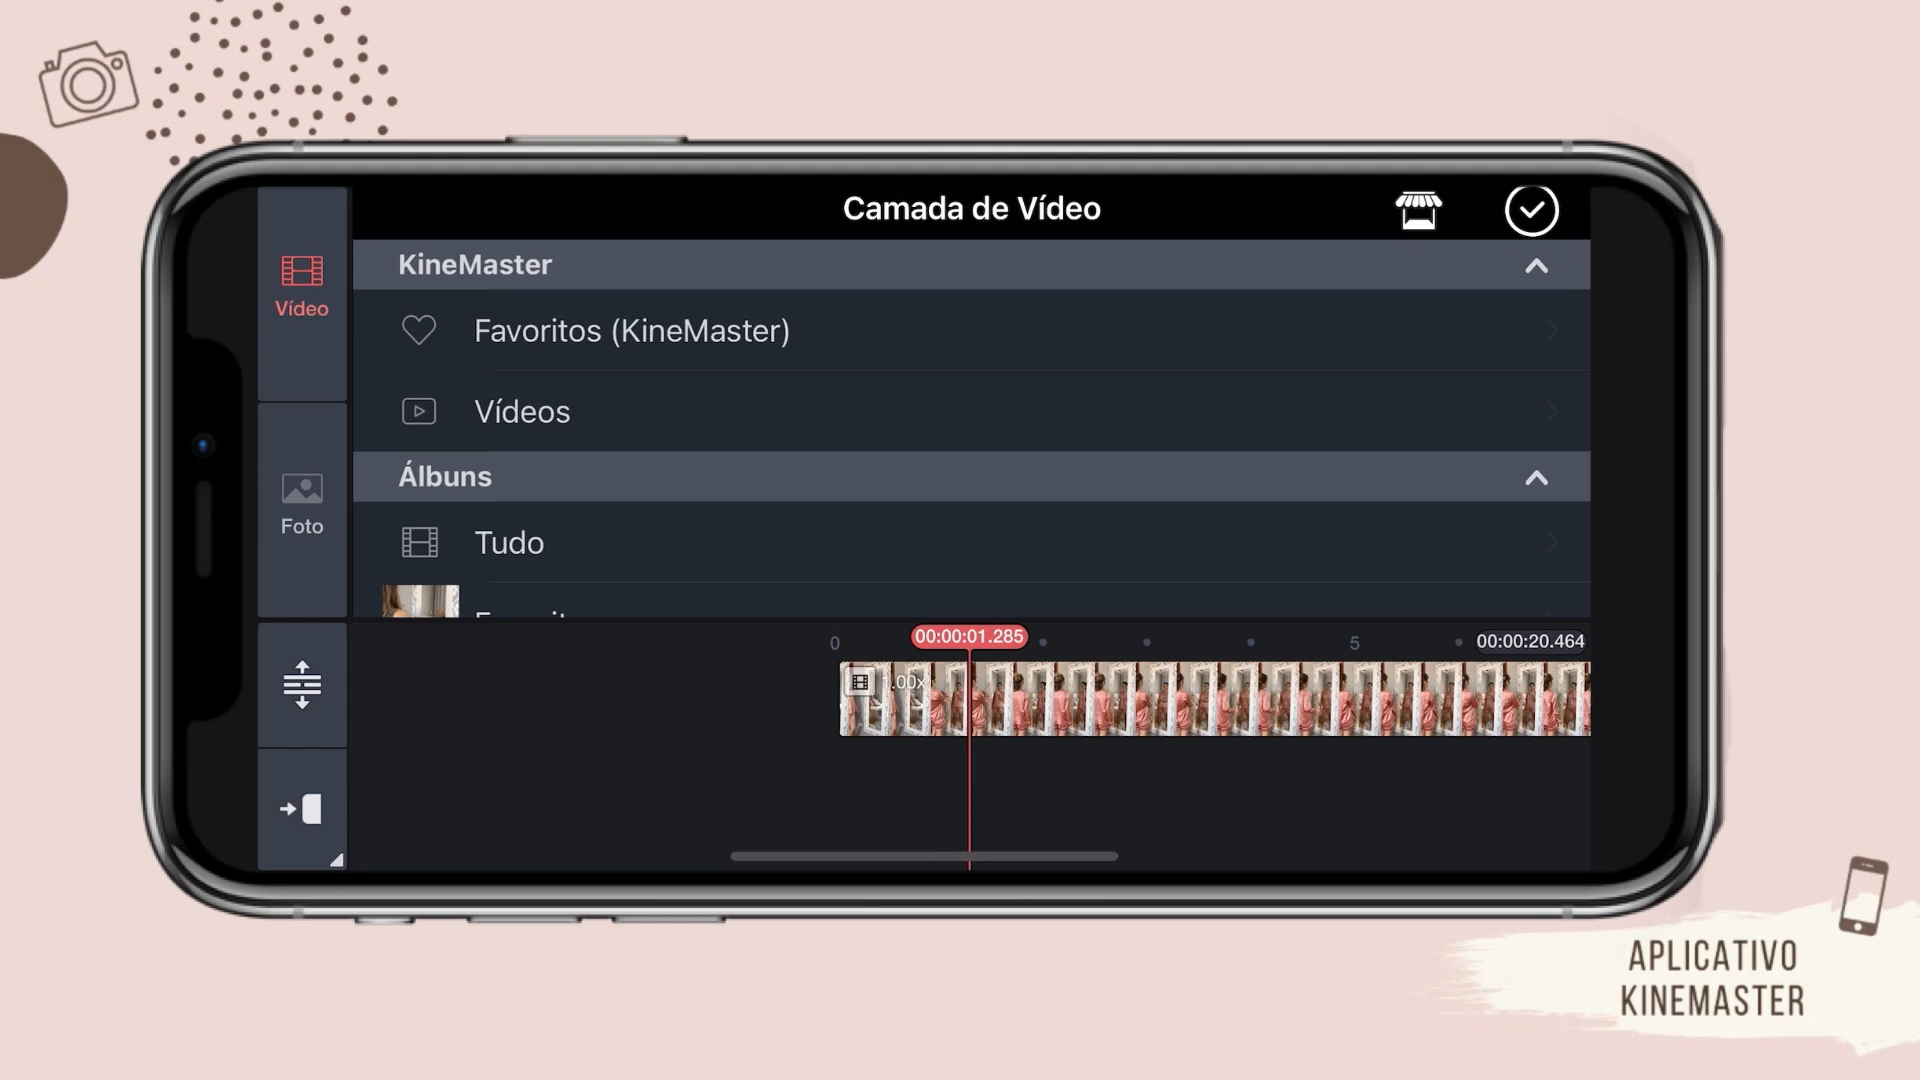 Camada de Vídeo
Vídeo
KineMaster
Favoritos (KineMaster)
Vídeos
Álbuns
Foto
Tudo
0
00:00:01.285
5
00:00:20.464
1.00x
APLICATIVO
KINEMASTER